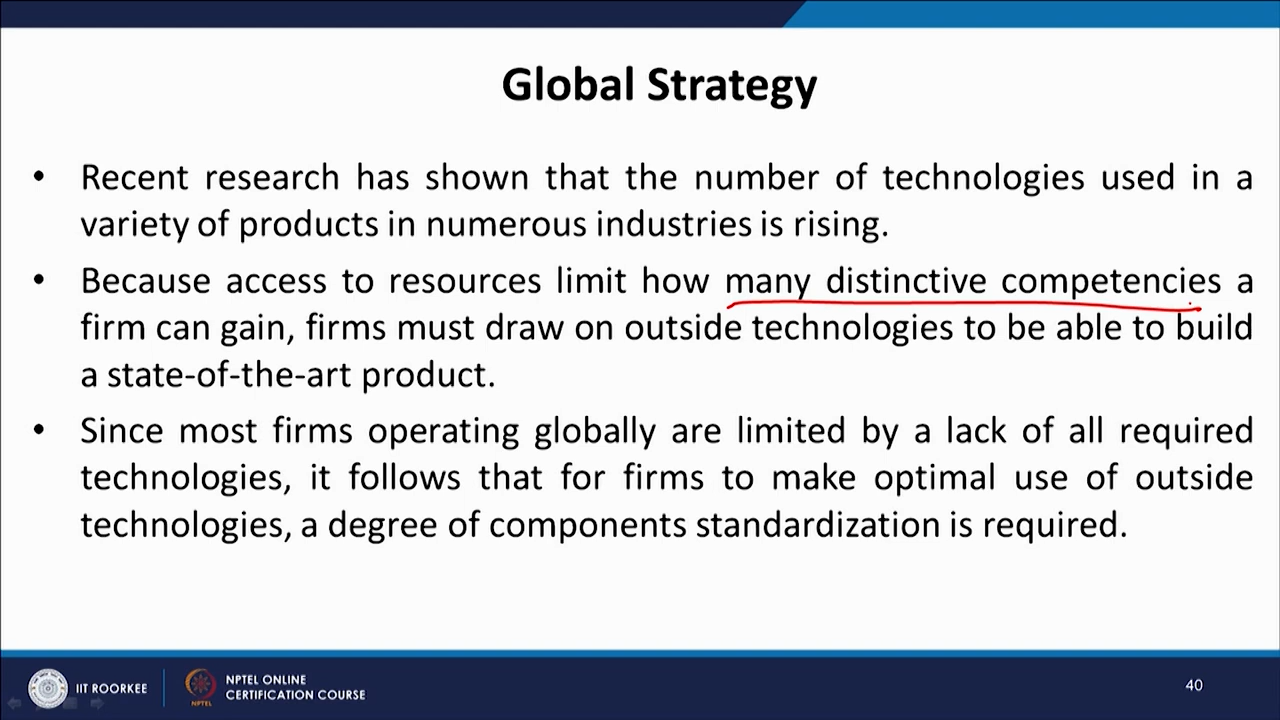 Global Strategy
• Recent research has shown that the number of technologies used in a
variety of products in numerous industries is rising.
• Because access to resources limit how many distinctive competencies a
firm can gain, firms must draw on outside technologies to be able to build
a state-of-the-art product.
• Since most firms operating globally are limited by a lack of all required
technologies, it follows that for firms to make optimal use of outside
technologies, a degree of components standardization is required.
IIT ROORKEE
NPTEL
NPTEL ONLINE
CERTIFICATION COURSE
40